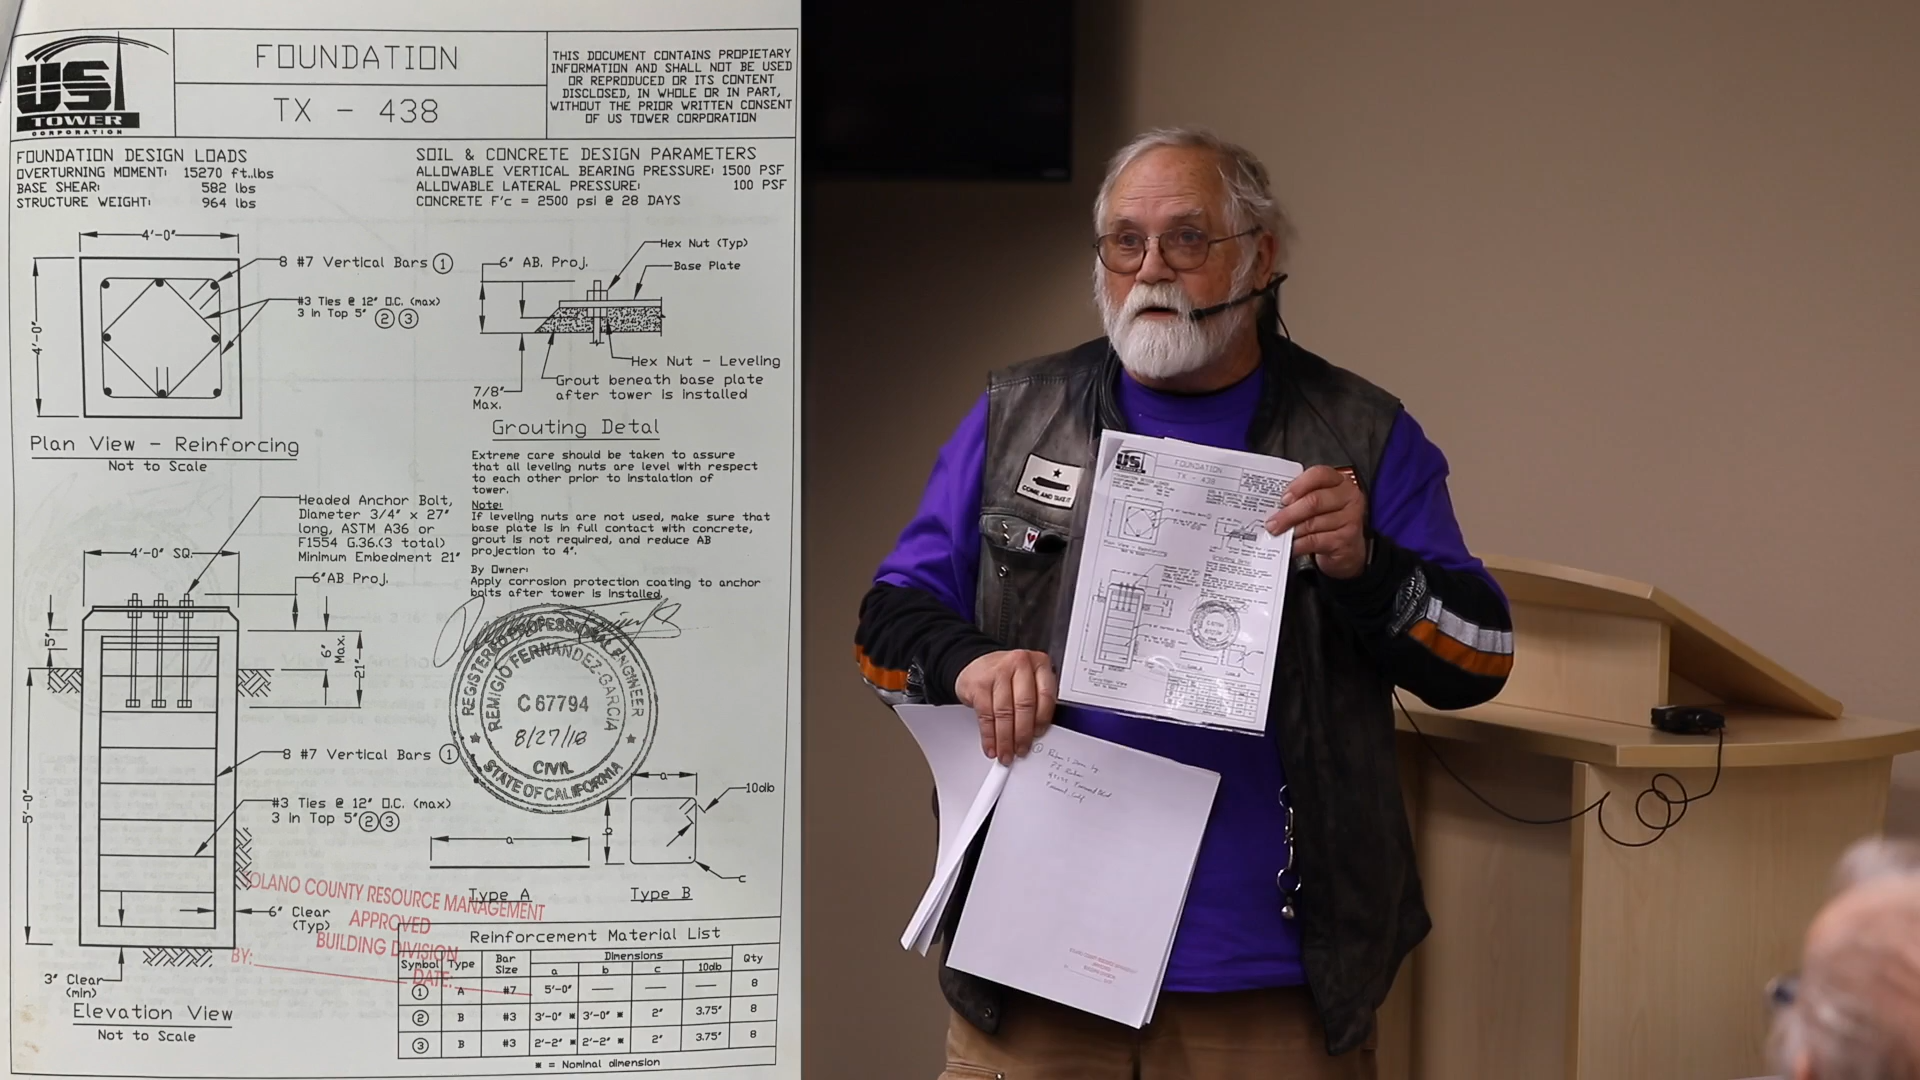 US
TOWER
CORPORATION
FOUNDATION
TX - 438
THIS DOCUMENT CONTAINS PROPIETARY
INFORMATION AND SHALL NOT BE USED
OR REPRODUCED OR ITS CONTENT
DISCLOSED, IN WHOLE OR IN PART,
WITHOUT THE PRIOR WRITTEN CONSENT
OF US TOWER CORPORATION
FOUNDATION DESIGN LOADS
OVERTURNING MOMENT: 15270 ft.lbs
BASE SHEAR: 582 lbs
STRUCTURE WEIGHT: 964 lbs
SOIL & CONCRETE DESIGN PARAMETERS
ALLOWABLE VERTICAL BEARING PRESSURE: 1500 PSF
ALLOWABLE LATERAL PRESSURE: 100 PSF
CONCRETE F'c = 2500 psi @ 28 DAYS
4'-0"
4'-0"
8 #7 Vertical Bars 1
#3 Ties @ 12" O.C. (max)
3 In Top 5" 2 3
Plan View - Reinforcing
Not to Scale
Hex Nut (Typ)
6" AB. Proj.
Base Plate
Hex Nut - Leveling
7/8"
Max.
Grout beneath base plate
after tower is installed
Grouting Detal
Extreme care should be taken to assure
that all leveling nuts are level with respect
to each other prior to instalation of
tower.
Note:
If leveling nuts are not used, make sure that
base plate is in full contact with concrete,
grout is not required, and reduce AB
projection to 4".
By Owner:
Apply corrosion protection coating to anchor
bolts after tower is installed.
Headed Anchor Bolt,
Diameter 3/4" x 27"
long, ASTM A36 or
F1554 G.36.(3 total)
Minimum Embedment 21"
4'-0" SQ.
6"AB Proj.
5"
6"
Max.
21"
5'-0"
8 #7 Vertical Bars 1
#3 Ties @ 12" O.C. (max)
3 In Top 5" 2 3
6" Clear
(Typ)
3" Clear
(min)
Elevation View
Not to Scale
REGISTERED PROFESSIONAL ENGINEER
REMIGIO FERNANDEZ-GARCIA
C 67794
8/27/18
CIVIL
STATE OF CALIFORNIA
a
Type A
a
b
10db
c
Type B
SOLANO COUNTY RESOURCE MANAGEMENT
APPROVED
BUILDING DIVISION
BY:
DATE:
Reinforcement Material List
Symbol Type Bar Size Dimensions Qty
a b c 10db
1 A #7 5'-0" — — — 8
2 B #3 3'-0" * 3'-0" * 2" 3.75" 8
3 B #3 2'-2" * 2'-2" * 2" 3.75" 8
* = Nominal dimension
COME AND TAKE IT
US
FOUNDATION
TX - 438
C 67794